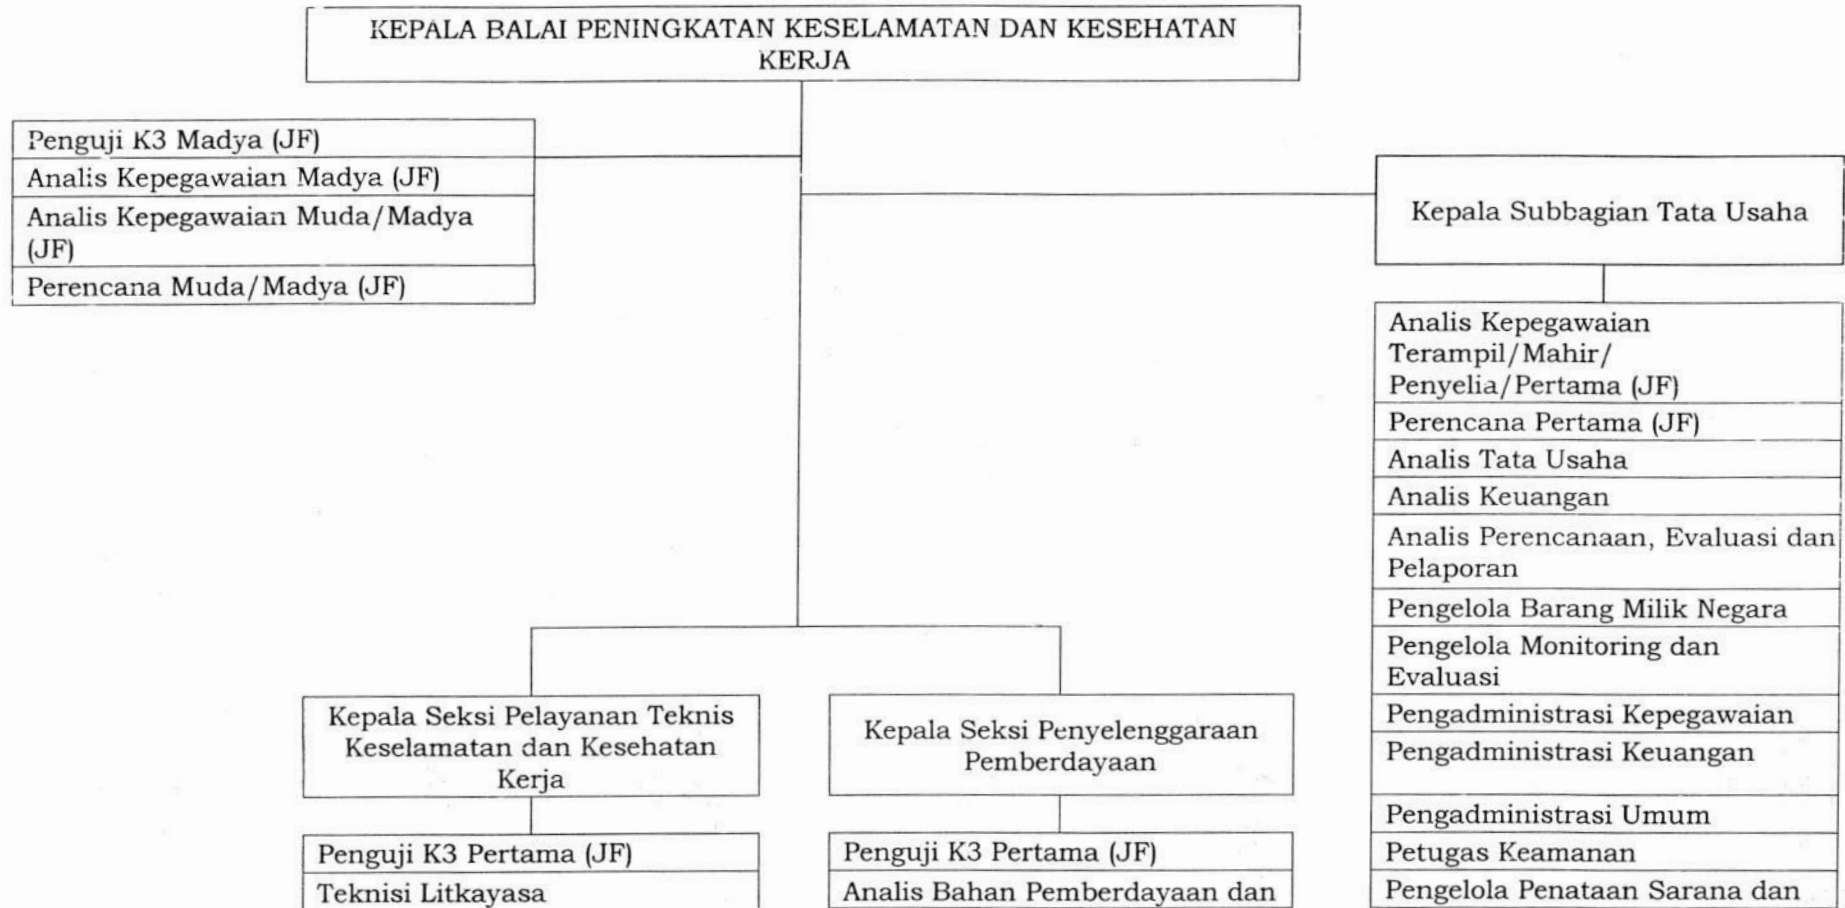 KEPALA BALAI PENINGKATAN KESELAMATAN DAN KESEHATAN
KERJA
Penguji K3 Madya (JF)
Analis Kepegawaian Madya (JF)
Analis Kepegawaian Muda/Madya
(JF)
Perencana Muda/Madya (JF)
Kepala Subbagian Tata Usaha
Analis Kepegawaian
Terampil/Mahir/
Penyelia/Pertama (JF)
Perencana Pertama (JF)
Analis Tata Usaha
Analis Keuangan
Analis Perencanaan, Evaluasi dan
Pelaporan
Pengelola Barang Milik Negara
Pengelola Monitoring dan
Evaluasi
Pengadministrasi Kepegawaian
Pengadministrasi Keuangan
Pengadministrasi Umum
Petugas Keamanan
Pengelola Penataan Sarana dan
Kepala Seksi Pelayanan Teknis
Keselamatan dan Kesehatan
Kerja
Penguji K3 Pertama (JF)
Teknisi Litkayasa
Kepala Seksi Penyelenggaraan
Pemberdayaan
Penguji K3 Pertama (JF)
Analis Bahan Pemberdayaan dan